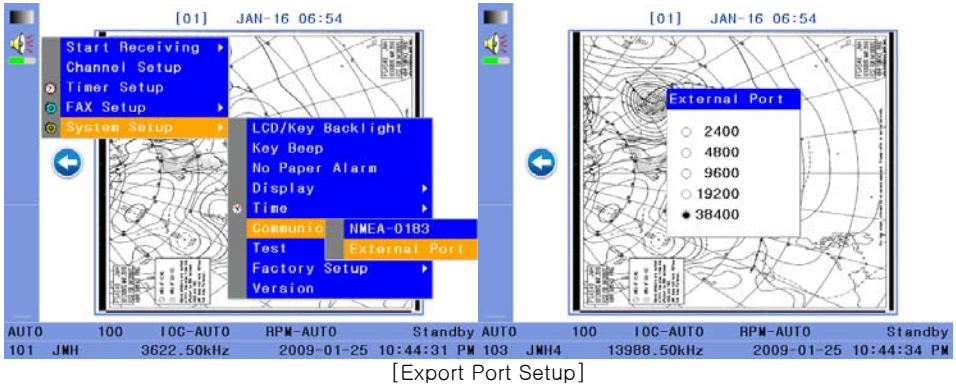 [01] JAN-16 06:54
Start Receiving
Channel Setup
Timer Setup
FAX Setup
System Setup
LCD/Key Backlight
Key Beep
No Paper Alarm
Display
Time
Communic
NMEA-0183
External Port
Test
Factory Setup
Version
AUTO 100 IOC-AUTO RPM-AUTO Standby
101 JMH 3622.50kHz 2009-01-25 10:44:31 PM
[01] JAN-16 06:54
External Port
2400
4800
9600
19200
38400
AUTO 100 IOC-AUTO RPM-AUTO Standby
103 JMH4 13988.50kHz 2009-01-25 10:44:34 PM
[Export Port Setup]